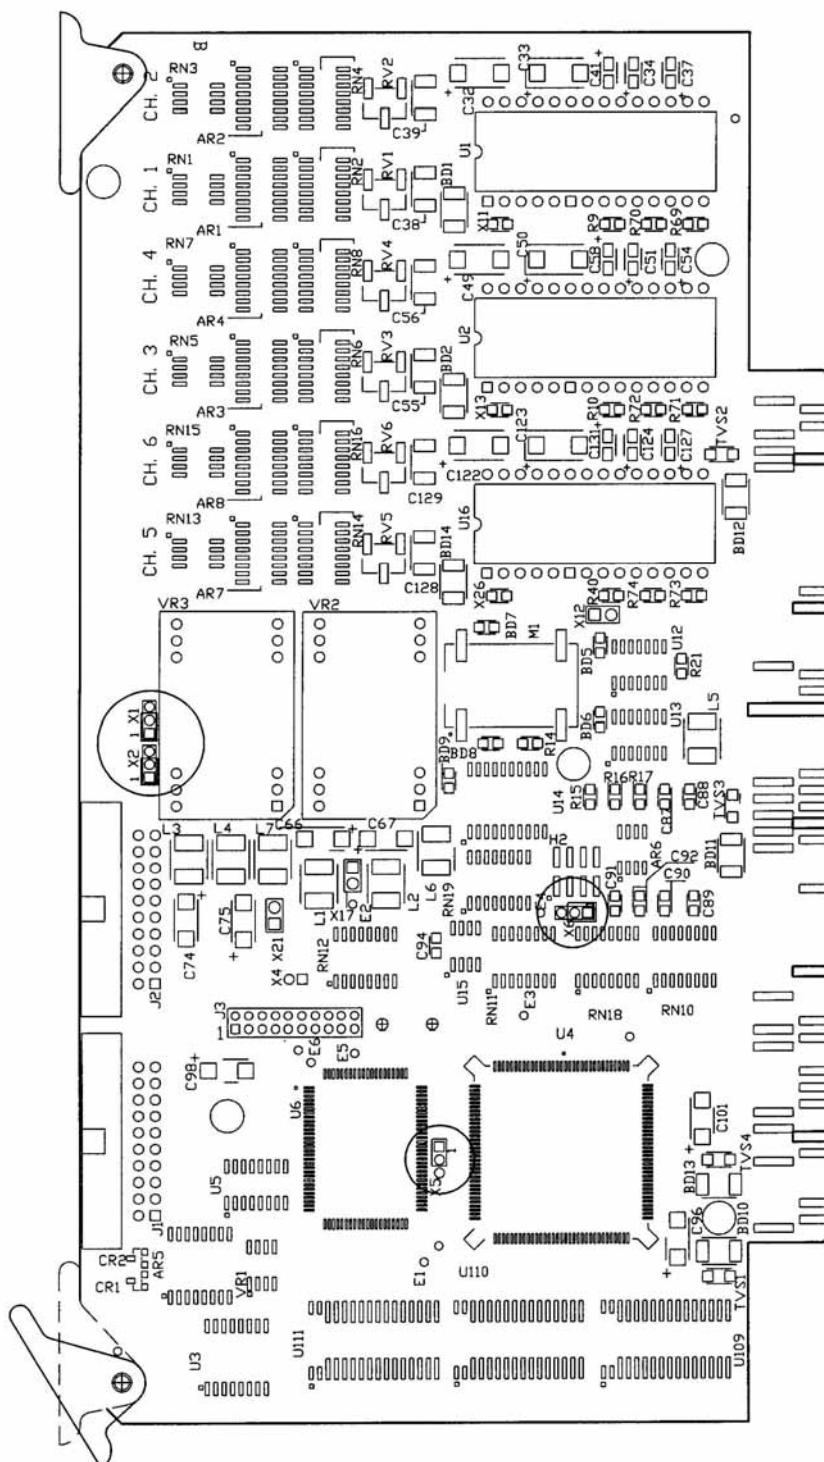 B
CH. 2
RN3
AR2
RN4
RV2
C39
C32
C33
C41
C34
C37
U1
CH. 1
RN1
AR1
RN2
RV1
C38
BD1
X11
R9
R70
R69
CH. 4
RN7
AR4
RN8
RV4
C56
C49
C50
C58
C51
C54
U2
CH. 3
RN5
AR3
RN6
RV3
C55
BD2
X13
R10
R72
R71
TVS2
CH. 6
RN15
AR8
RN16
RV6
C129
C122
C123
C131
C124
C127
U16
BD12
CH. 5
RN13
AR7
RN14
RV5
C128
BD14
X26
R40
R74
R73
X12
VR3
VR2
BD7
M1
BD5
U12
R21
1 X1
1 X2
BD9
BD8
R14
BD6
U13
L5
L3
L4
L7
C66
C67
U14
R15
R16
R17
C87
C88
TVS3
H2
AR6
C92
C90
BD11
C74
C75
X21
L1
X17
E2
L2
L6
RN19
E4
X6
C91
C89
J2
X4
RN12
C94
U15
RN11
E3
RN18
RN10
J3
1
E6
E5
U4
C98
U6
U5
X5
1
C101
TVS4
BD13
J1
C96
BD10
CR2
CR1
AR5
VR1
E1
U110
TVS1
U3
U111
U109